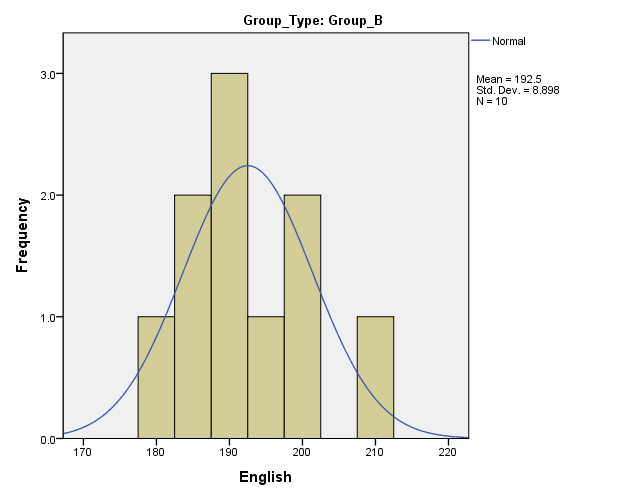 Group_Type: Group_B
Normal
Mean = 192.5
Std. Dev. = 8.898
N = 10
Frequency
3.0
2.0
1.0
0.0
170 180 190 200 210 220
English